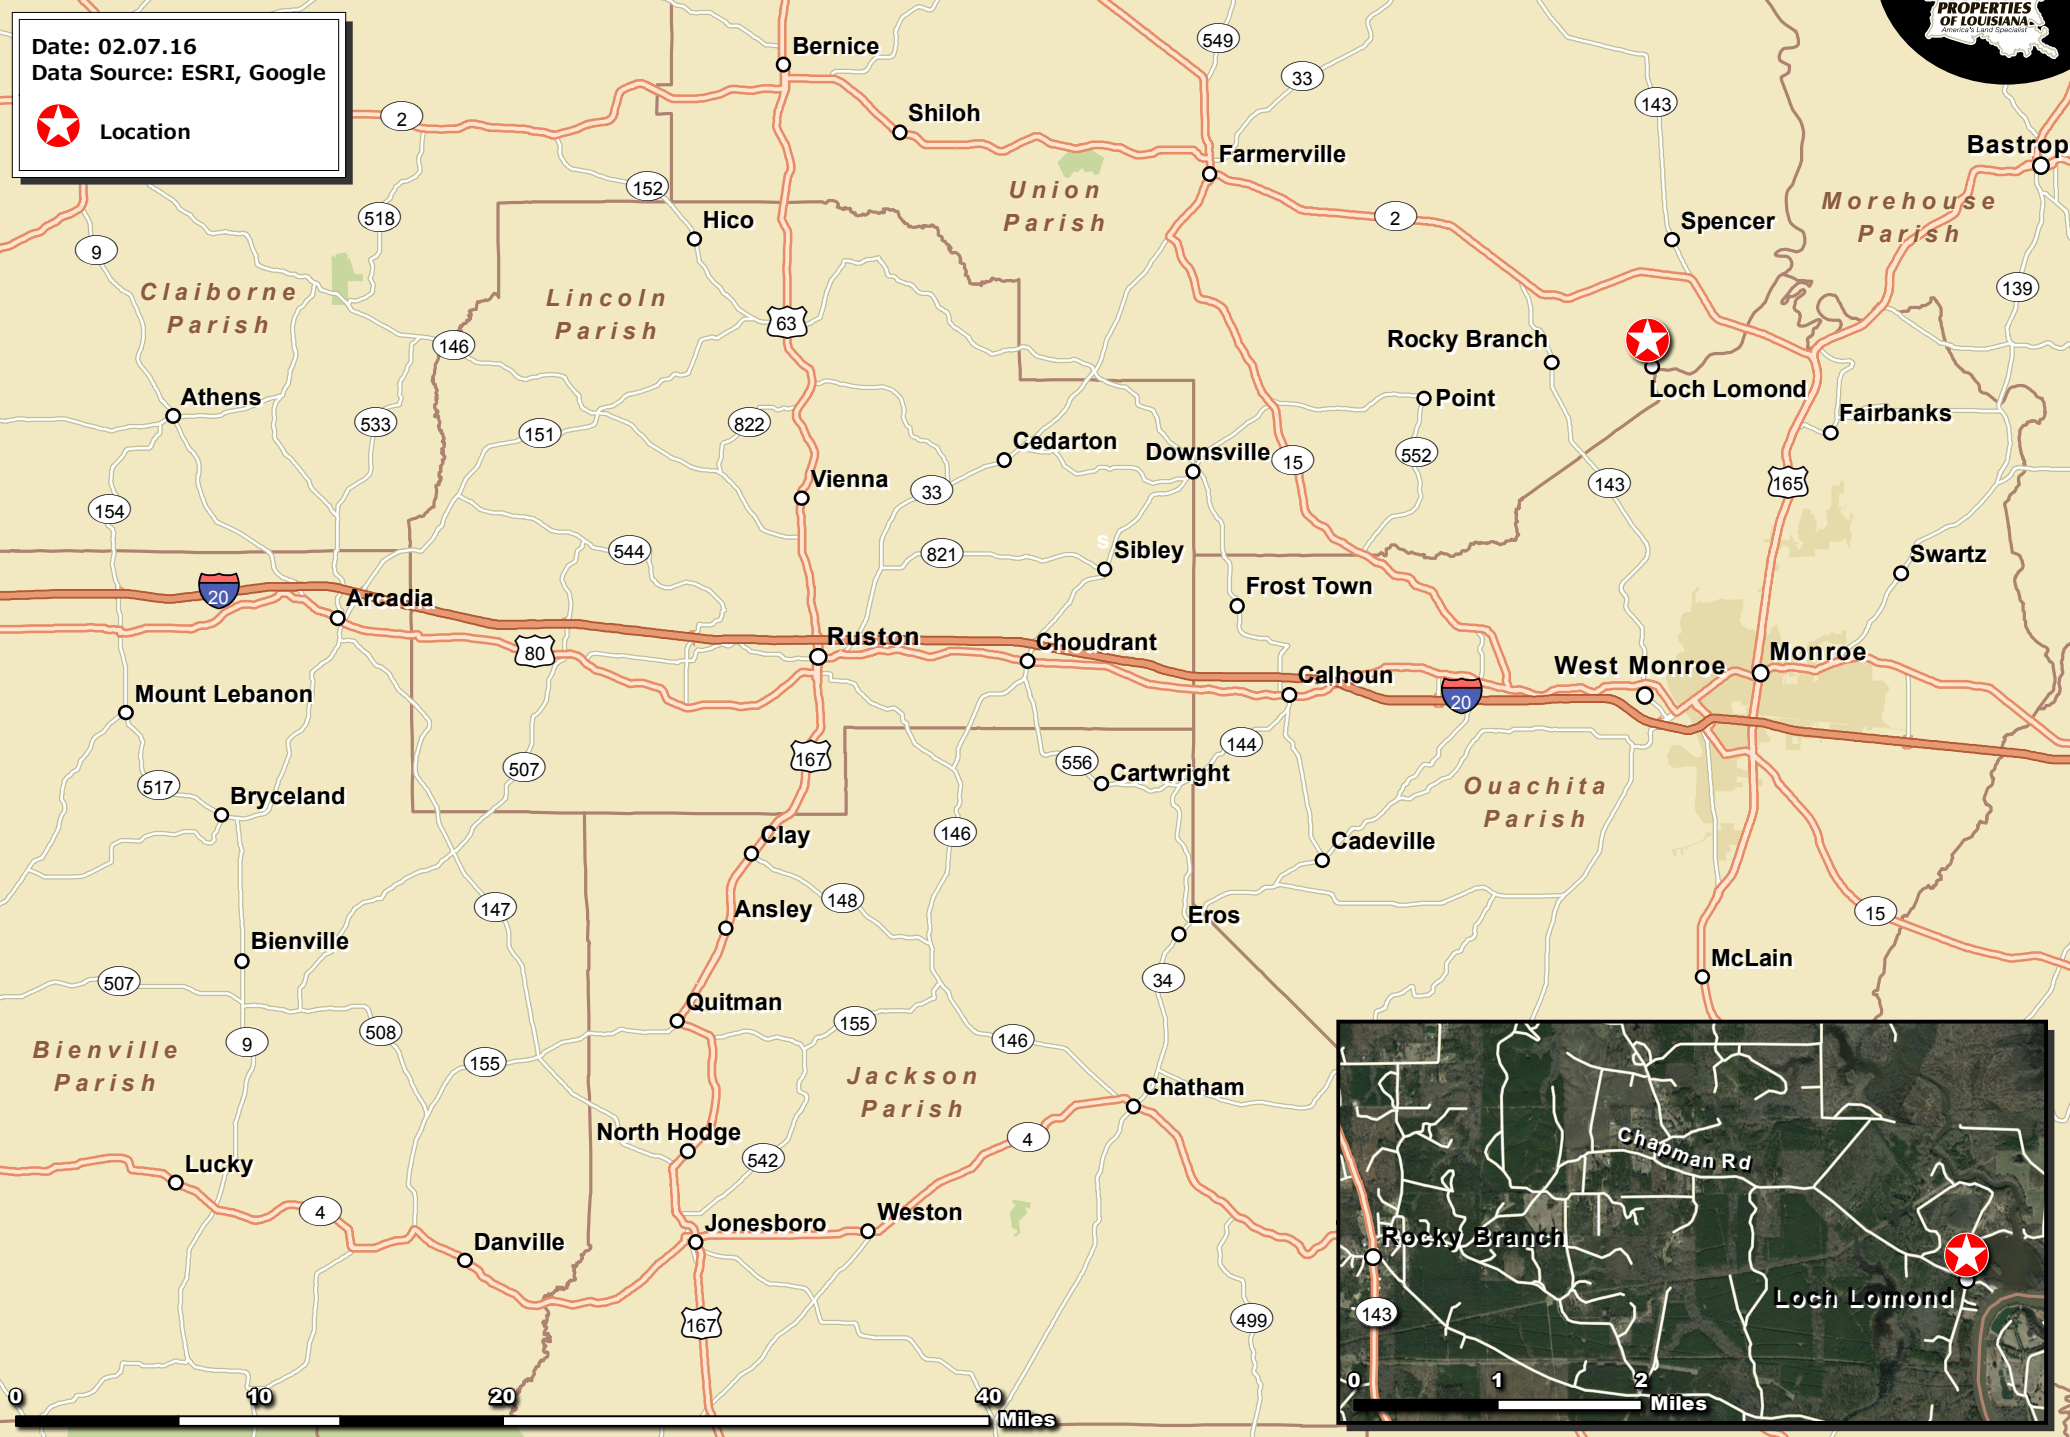 Date: 02.07.16
Data Source: ESRI, Google
Location
PROPERTIES
OF LOUISIANA
America's Land Specialist
Bernice
549
33
2
Shiloh
143
Farmerville
Bastrop
152
Union
Parish
Morehouse
Parish
518
Hico
2
Spencer
9
Claiborne
Parish
Lincoln
Parish
63
139
146
Rocky Branch
Loch Lomond
Athens
Point
Fairbanks
533
151
822
Cedarton
Downsville
15
552
Vienna
33
143
165
154
544
821
S
Sibley
Swartz
20
Arcadia
Frost Town
80
Ruston
Choudrant
Calhoun
20
West Monroe
Monroe
Mount Lebanon
507
167
556
144
Cartwright
517
Bryceland
Ouachita
Parish
Clay
146
Cadeville
147
Ansley
148
Eros
15
Bienville
507
34
McLain
Quitman
155
508
9
146
Bienville
Parish
155
Jackson
Parish
Chatham
North Hodge
542
4
Lucky
4
Jonesboro
Weston
Danville
167
499
Chapman Rd
Rocky Branch
Loch Lomond
143
0 1 2
Miles
0 10 20 40
Miles